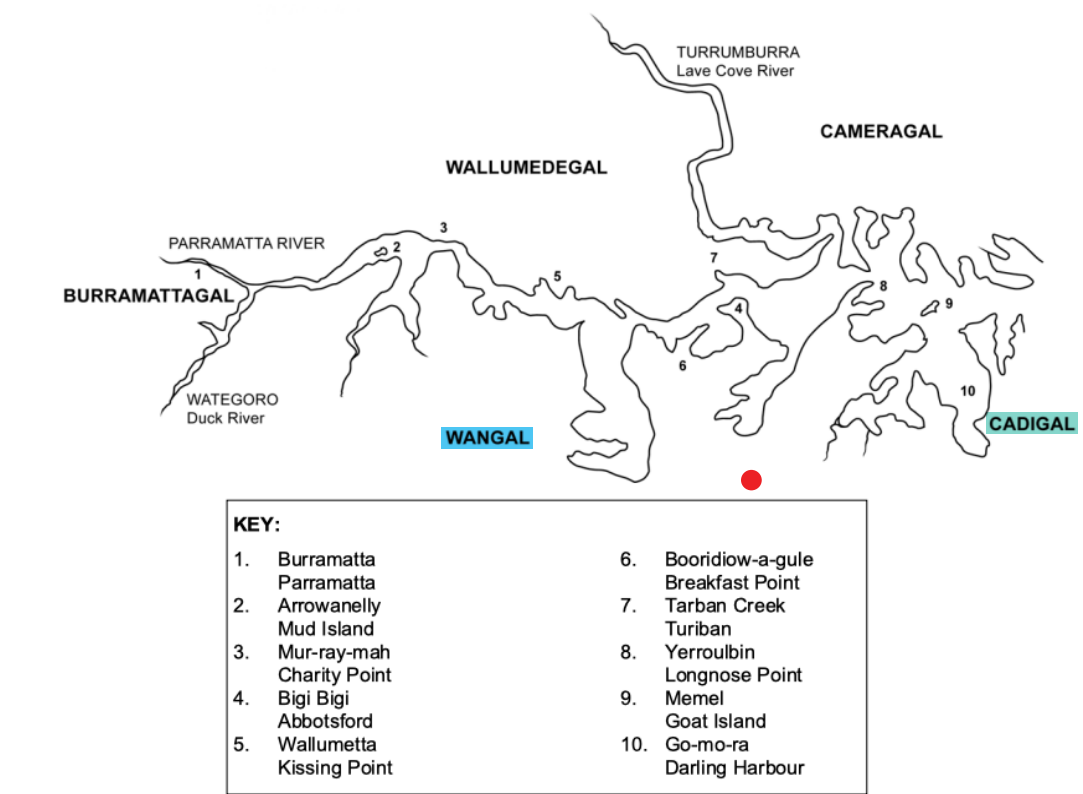 TURRUMBURRA
Lave Cove River
CAMERAGAL
WALLUMEDEGAL
3
PARRAMATTA RIVER
2
7
1
5
BURRAMATTAGAL
8
9
4
6
WATEGORO
Duck River
10
CADIGAL
WANGAL
KEY:
1. Burramatta
Parramatta
2. Arrowanelly
Mud Island
3. Mur-ray-mah
Charity Point
4. Bigi Bigi
Abbotsford
5. Wallumetta
Kissing Point
6. Booridiow-a-gule
Breakfast Point
7. Tarban Creek
Turiban
8. Yerroulbin
Longnose Point
9. Memel
Goat Island
10. Go-mo-ra
Darling Harbour